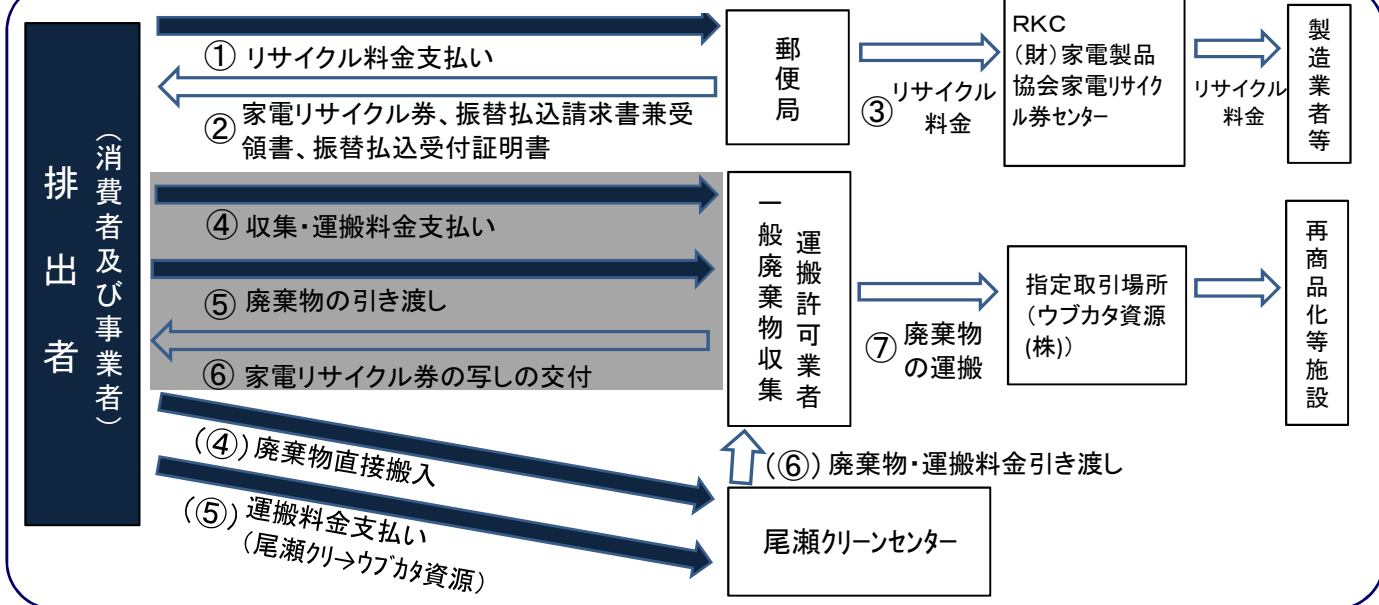 排出者
（消費者及び事業者）
①リサイクル料金支払い
②家電リサイクル券、振替払込請求書兼受
領書、振替払込受付証明書
郵便局
③リサイクル
料金
RKC
（財）家電製品
協会家電リサイク
ル券センター
リサイクル
料金
製造業者等
④収集・運搬料金支払い
⑤廃棄物の引き渡し
⑥家電リサイクル券の写しの交付
一般廃棄物収集
運搬許可業者
⑦廃棄物
の運搬
指定取引場所
（ウブカタ資源
(株)）
再商品化等施設
（④）廃棄物直接搬入
（⑤）運搬料金支払い
（尾瀬クリ→ウブカタ資源）
（⑥）廃棄物・運搬料金引き渡し
尾瀬クリーンセンター